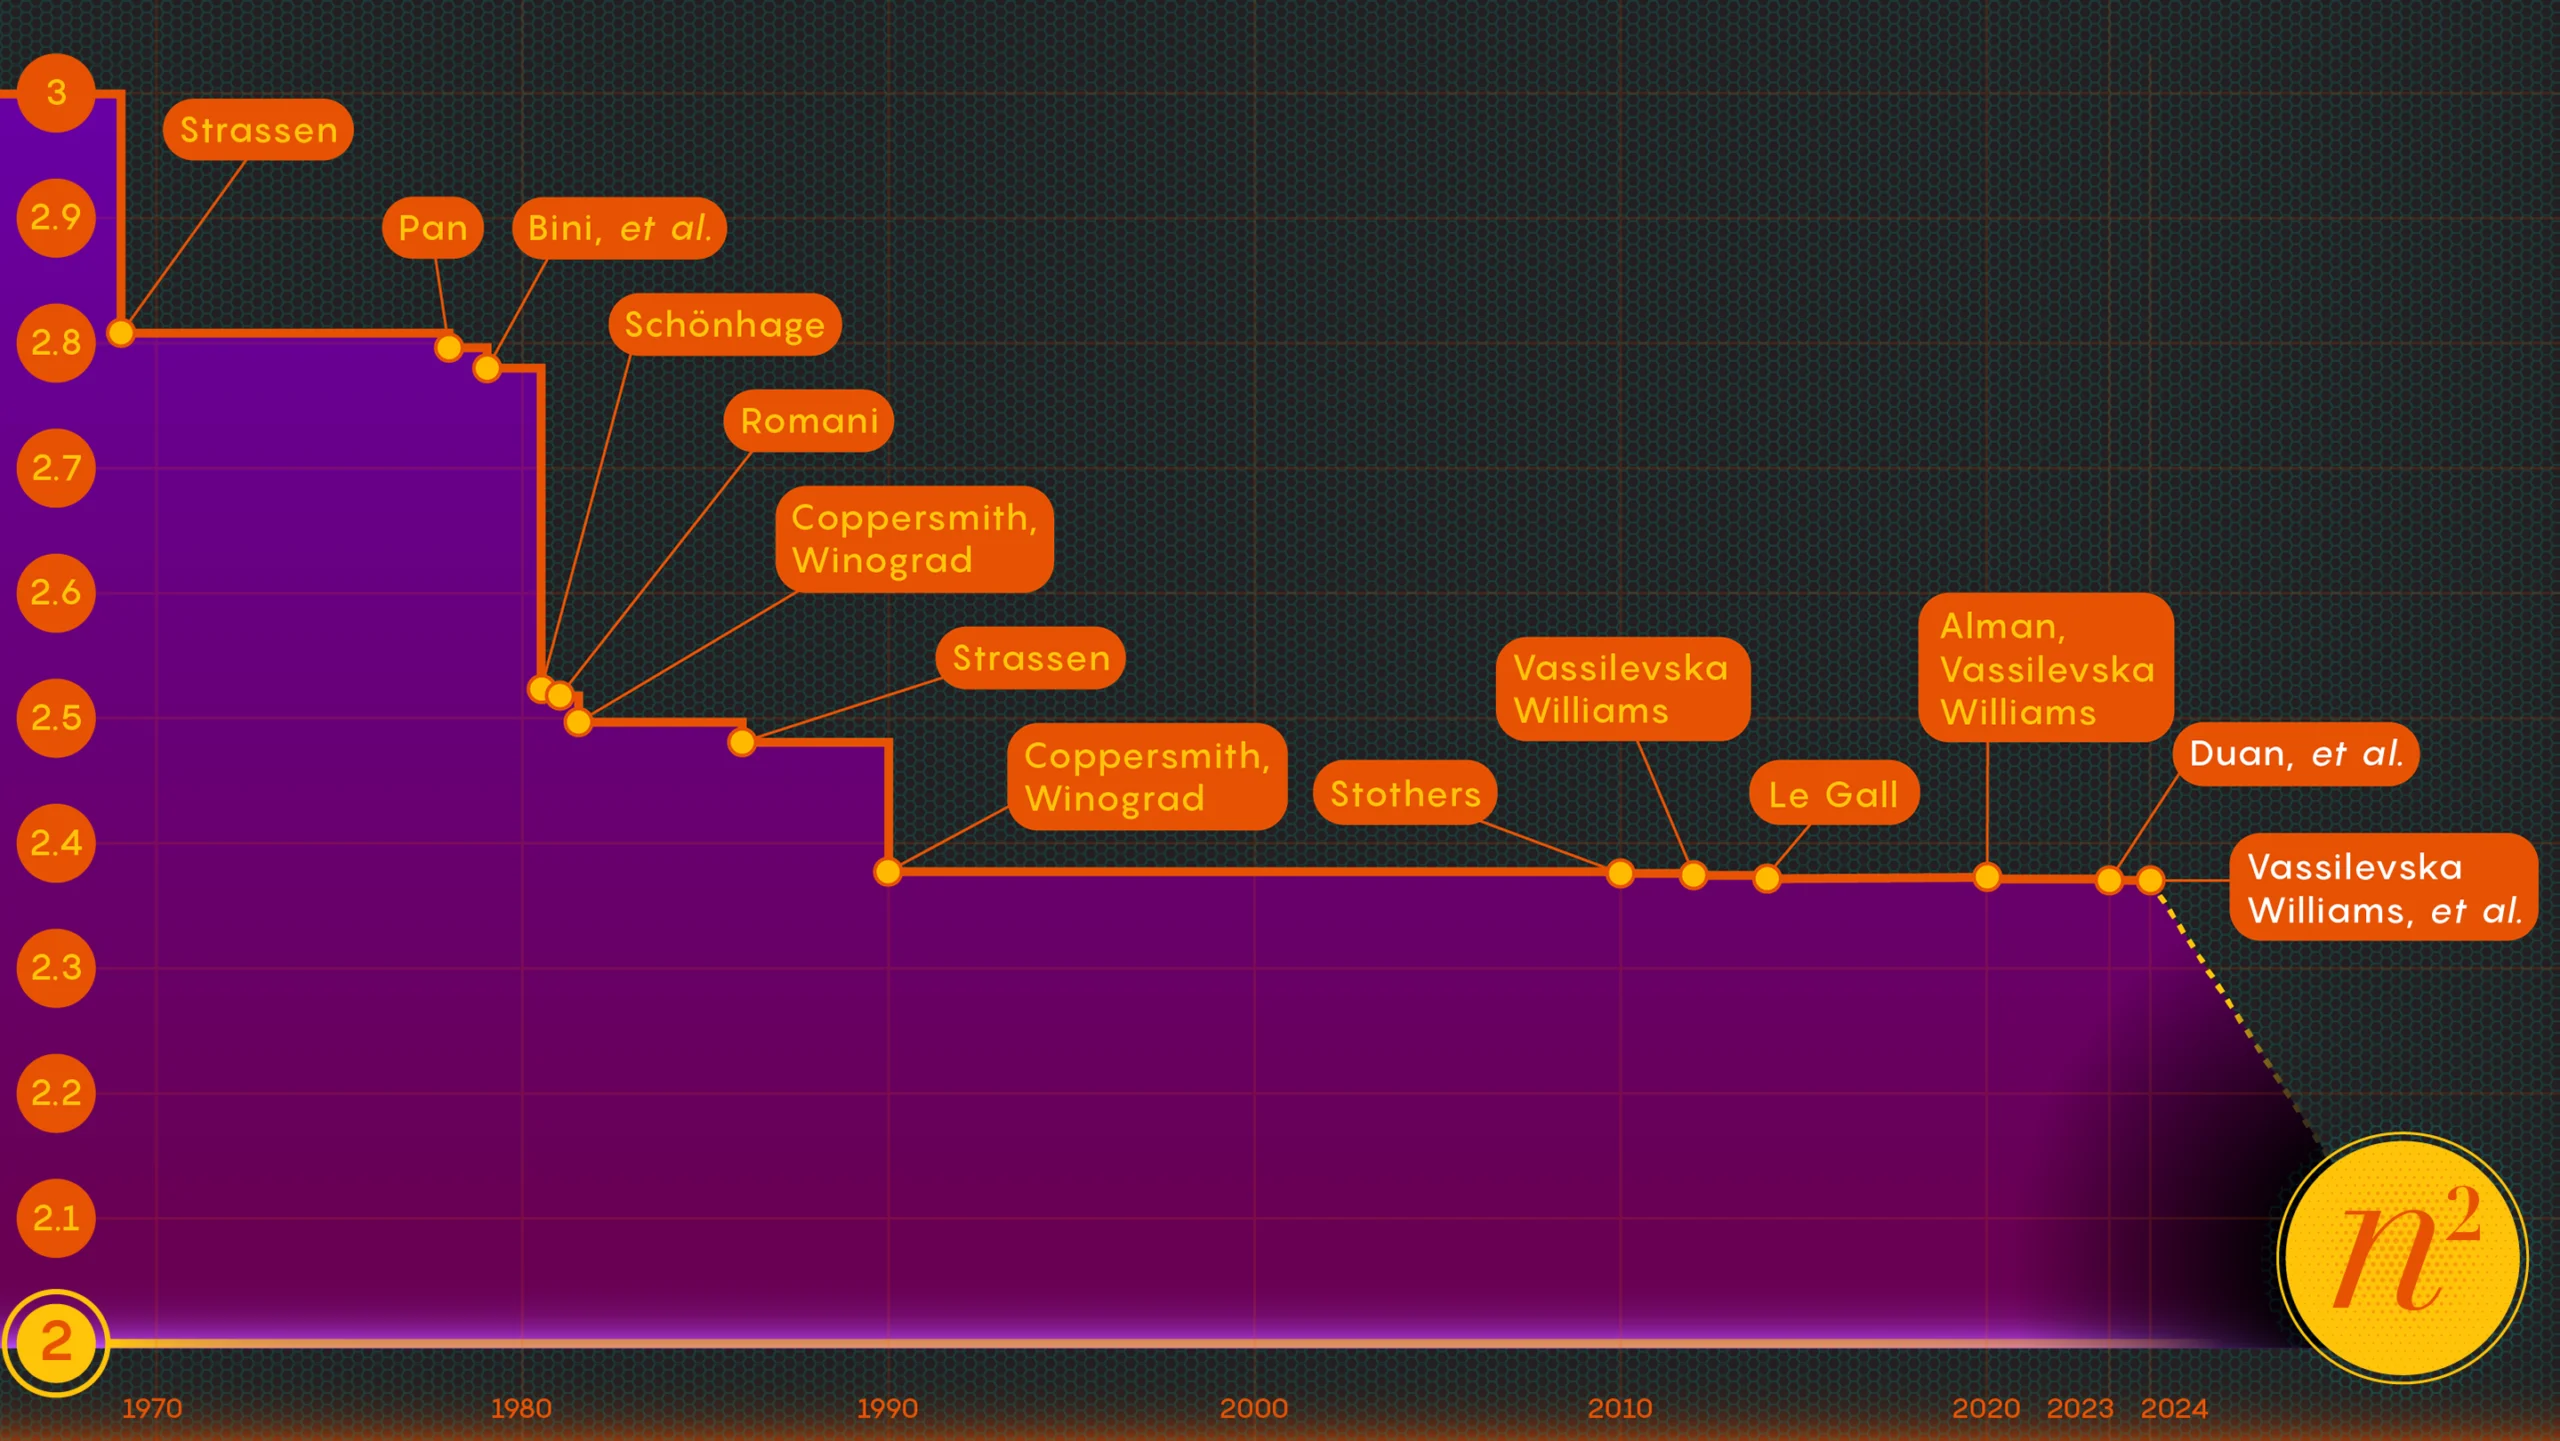 3
2.9
2.8
2.7
2.6
2.5
2.4
2.3
2.2
2.1
2
Strassen
Pan
Bini, et al.
Schönhage
Romani
Coppersmith,
Winograd
Strassen
Coppersmith,
Winograd
Stothers
Vassilevska
Williams
Le Gall
Alman,
Vassilevska
Williams
Duan, et al.
Vassilevska
Williams, et al.
n²
1970 1980 1990 2000 2010 2020 2023 2024